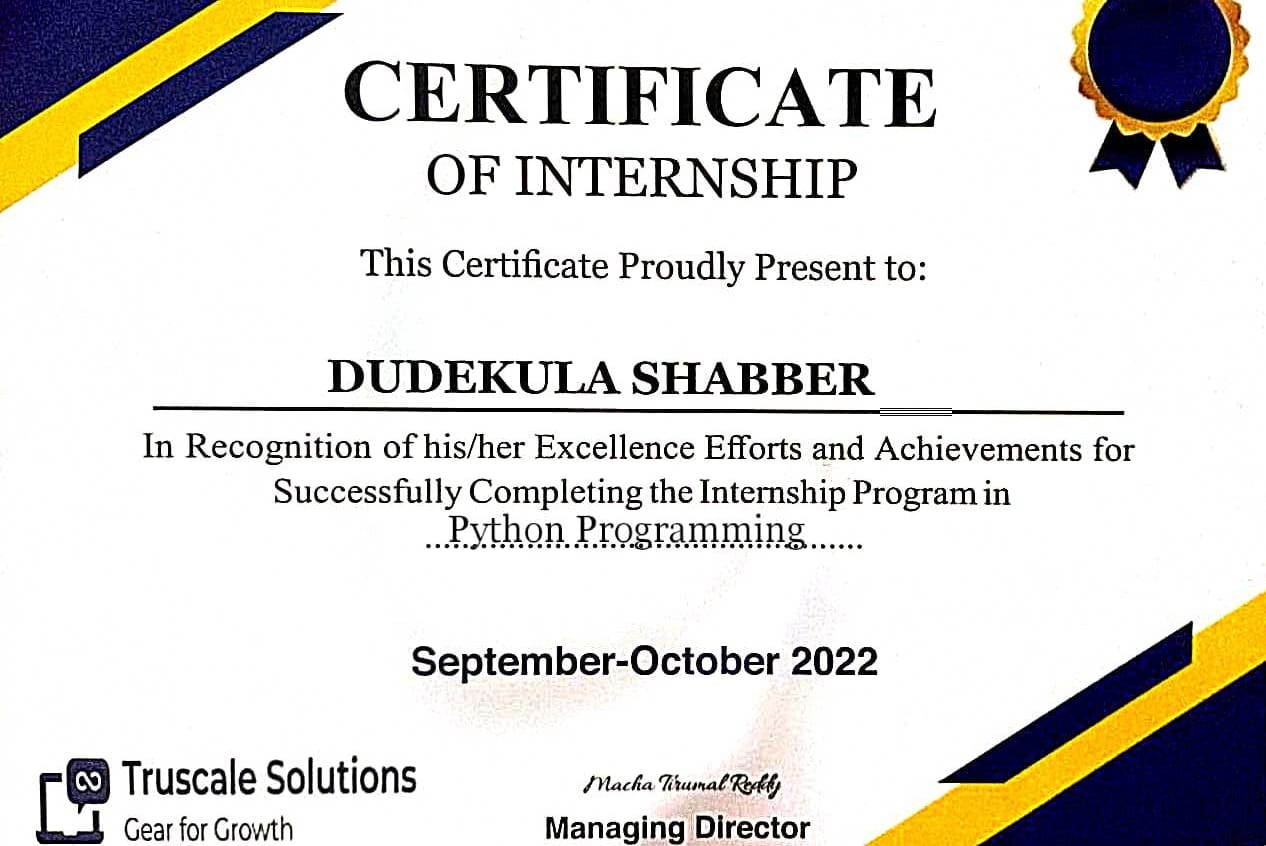 CERTIFICATE
OF INTERNSHIP
This Certificate Proudly Present to:
DUDEKULA SHABBER
In Recognition of his/her Excellence Efforts and Achievements for
Successfully Completing the Internship Program in
...Python Programming......
September-October 2022
Truscale Solutions
Gear for Growth
Macha Tirumal Reddy
Managing Director